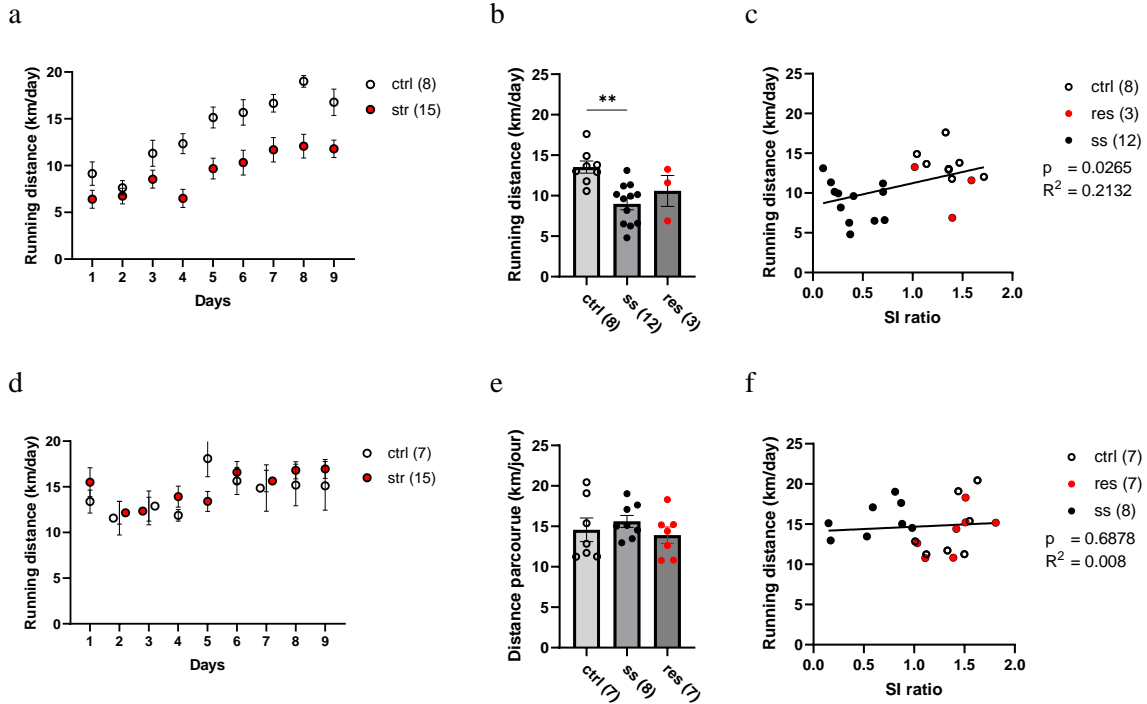 a
Running distance (km/day)
20
15
10
5
0
1 2 3 4 5 6 7 8 9
Days
ctrl (8)
str (15)
b
Running distance (km/day)
25
20
15
10
5
0
**
ctrl (8)
ss (12)
res (3)
c
Running distance (km/day)
25
20
15
10
5
0
0.0 0.5 1.0 1.5 2.0
SI ratio
ctrl (8)
res (3)
ss (12)
p = 0.0265
R2 = 0.2132
d
Running distance (km/day)
20
15
10
5
0
1 2 3 4 5 6 7 8 9
Days
ctrl (7)
str (15)
e
Distance parcourue (km/jour)
25
20
15
10
5
0
ctrl (7)
ss (8)
res (7)
f
Running distance (km/day)
25
20
15
10
5
0
0.0 0.5 1.0 1.5 2.0
SI ratio
ctrl (7)
res (7)
ss (8)
p = 0.6878
R2 = 0.008